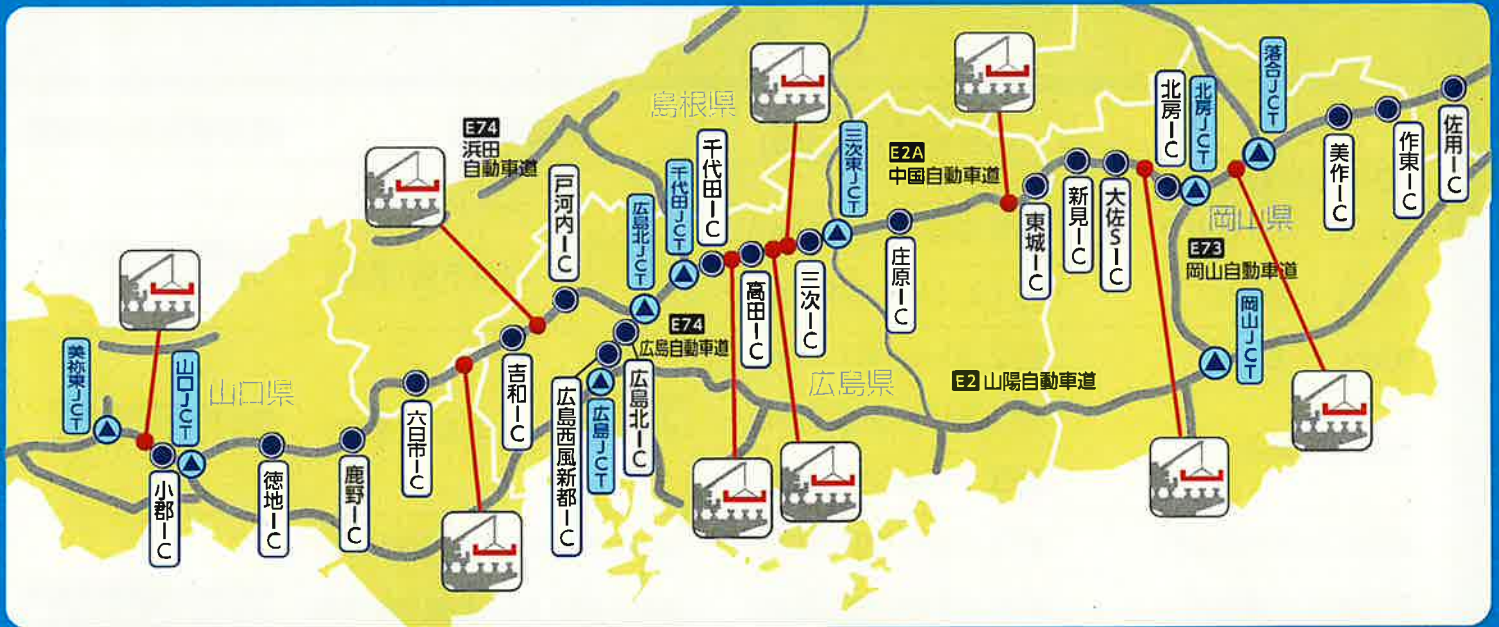 島根県
E74
浜田
自動車道
戸河内IC
広島北JCT
千代田JCT
千代田IC
三次東JCT
E2A
中国自動車道
北房IC
北房JCT
落合JCT
美作IC
作東IC
佐用IC
岡山県
E73
岡山自動車道
岡山JCT
大佐SIC
新見IC
東城IC
庄原IC
三次IC
高田IC
E74
広島自動車道
広島県
E2 山陽自動車道
広島北IC
広島JCT
広島西風新都IC
吉和IC
六日市IC
鹿野IC
徳地IC
山口県
山口JCT
小郡IC
美祢東JCT